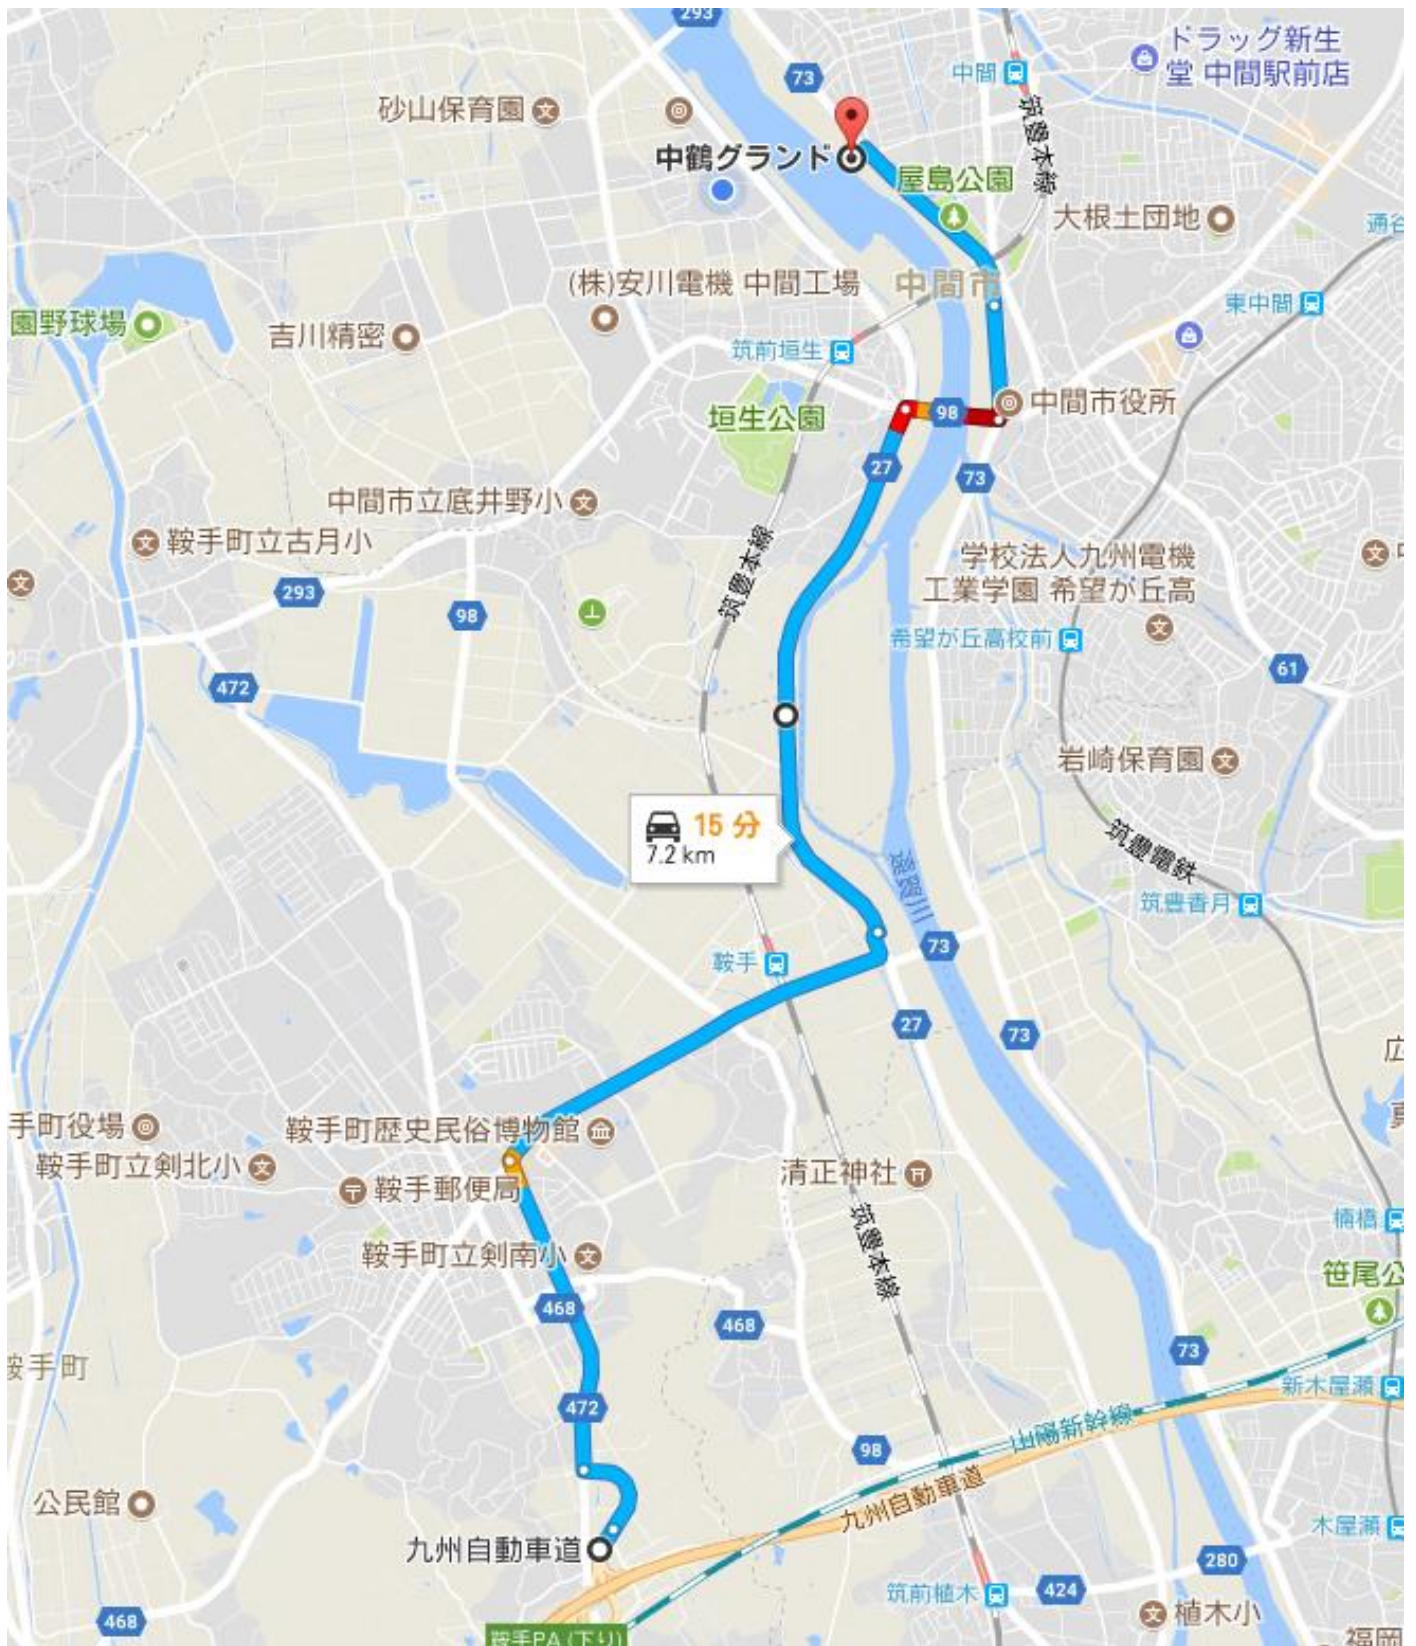 293
ドラッグ新生
堂 中間駅前店
73
中間
砂山保育園
筑豊本線
中鶴グランド
屋島公園
大根土団地
通谷
(株)安川電機 中間工場
中間市
東中間
園野球場
吉川精密
筑前垣生
中間市役所
98
垣生公園
27
73
中間市立底井野小
筑豊本線
鞍手町立古月小
学校法人九州電機
工業学園 希望が丘高
293
98
希望が丘高校前
61
472
岩崎保育園
15 分
7.2 km
筑豊電鉄
遠賀川
筑豊香月
73
鞍手
27
73
手町役場
鞍手町歴史民俗博物館
鞍手町立剣北小
鞍手郵便局
清正神社
筑豊本線
楠橋
鞍手町立剣南小
笹尾公
468
468
73
鞍手町
新木屋瀬
472
山陽新幹線
98
公民館
九州自動車道
木屋瀬
九州自動車道
280
筑前植木
424
植木小
468
鞍手PA (下り)
福岡